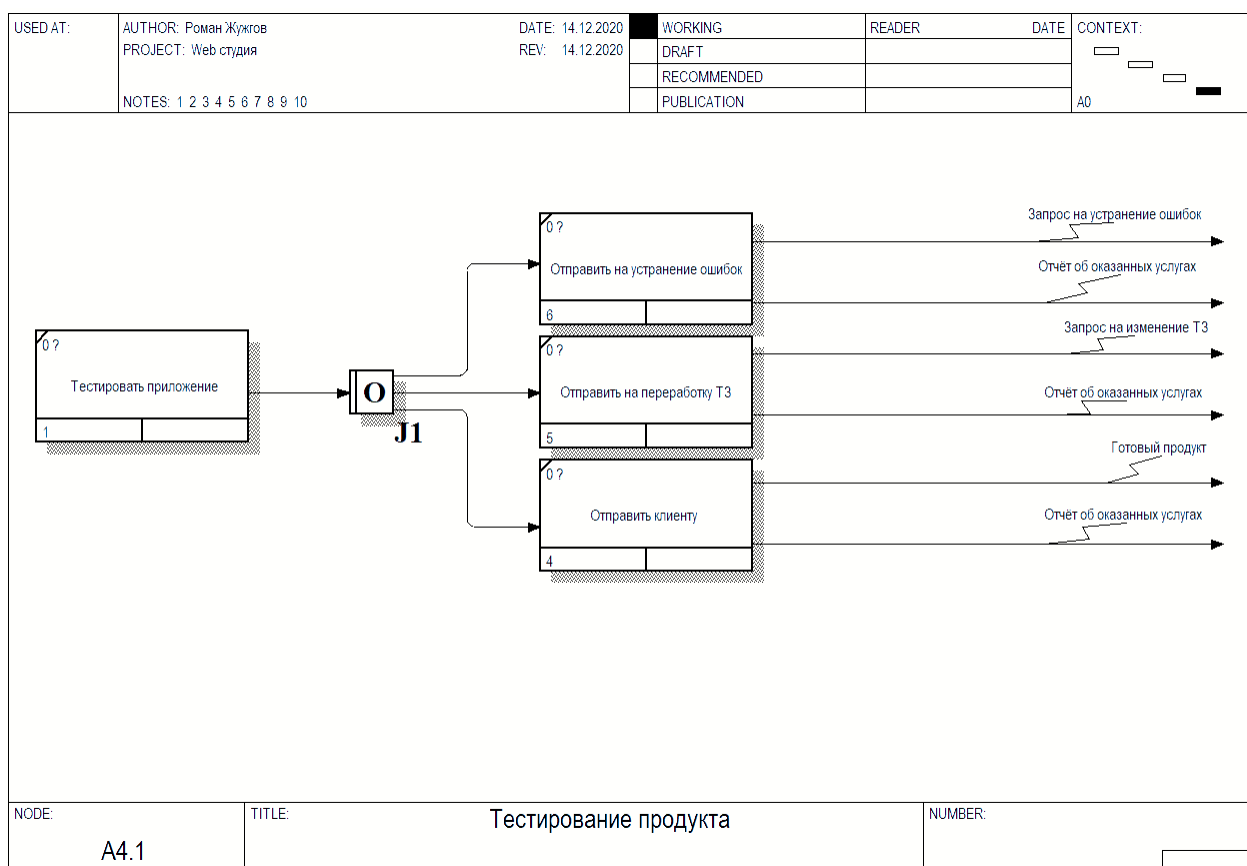 USED AT:
AUTHOR: Роман Жужгов
DATE: 14.12.2020
PROJECT: Web студия
REV: 14.12.2020
NOTES: 1 2 3 4 5 6 7 8 9 10
WORKING
DRAFT
RECOMMENDED
PUBLICATION
READER
DATE
CONTEXT:
A0
0 ?
Тестировать приложение
1
O
J1
0 ?
Отправить на устранение ошибок
6
0 ?
Отправить на переработку ТЗ
5
0 ?
Отправить клиенту
4
Запрос на устранение ошибок
Отчёт об оказанных услугах
Запрос на изменение ТЗ
Отчёт об оказанных услугах
Готовый продукт
Отчёт об оказанных услугах
NODE:
A4.1
TITLE:
Тестирование продукта
NUMBER: